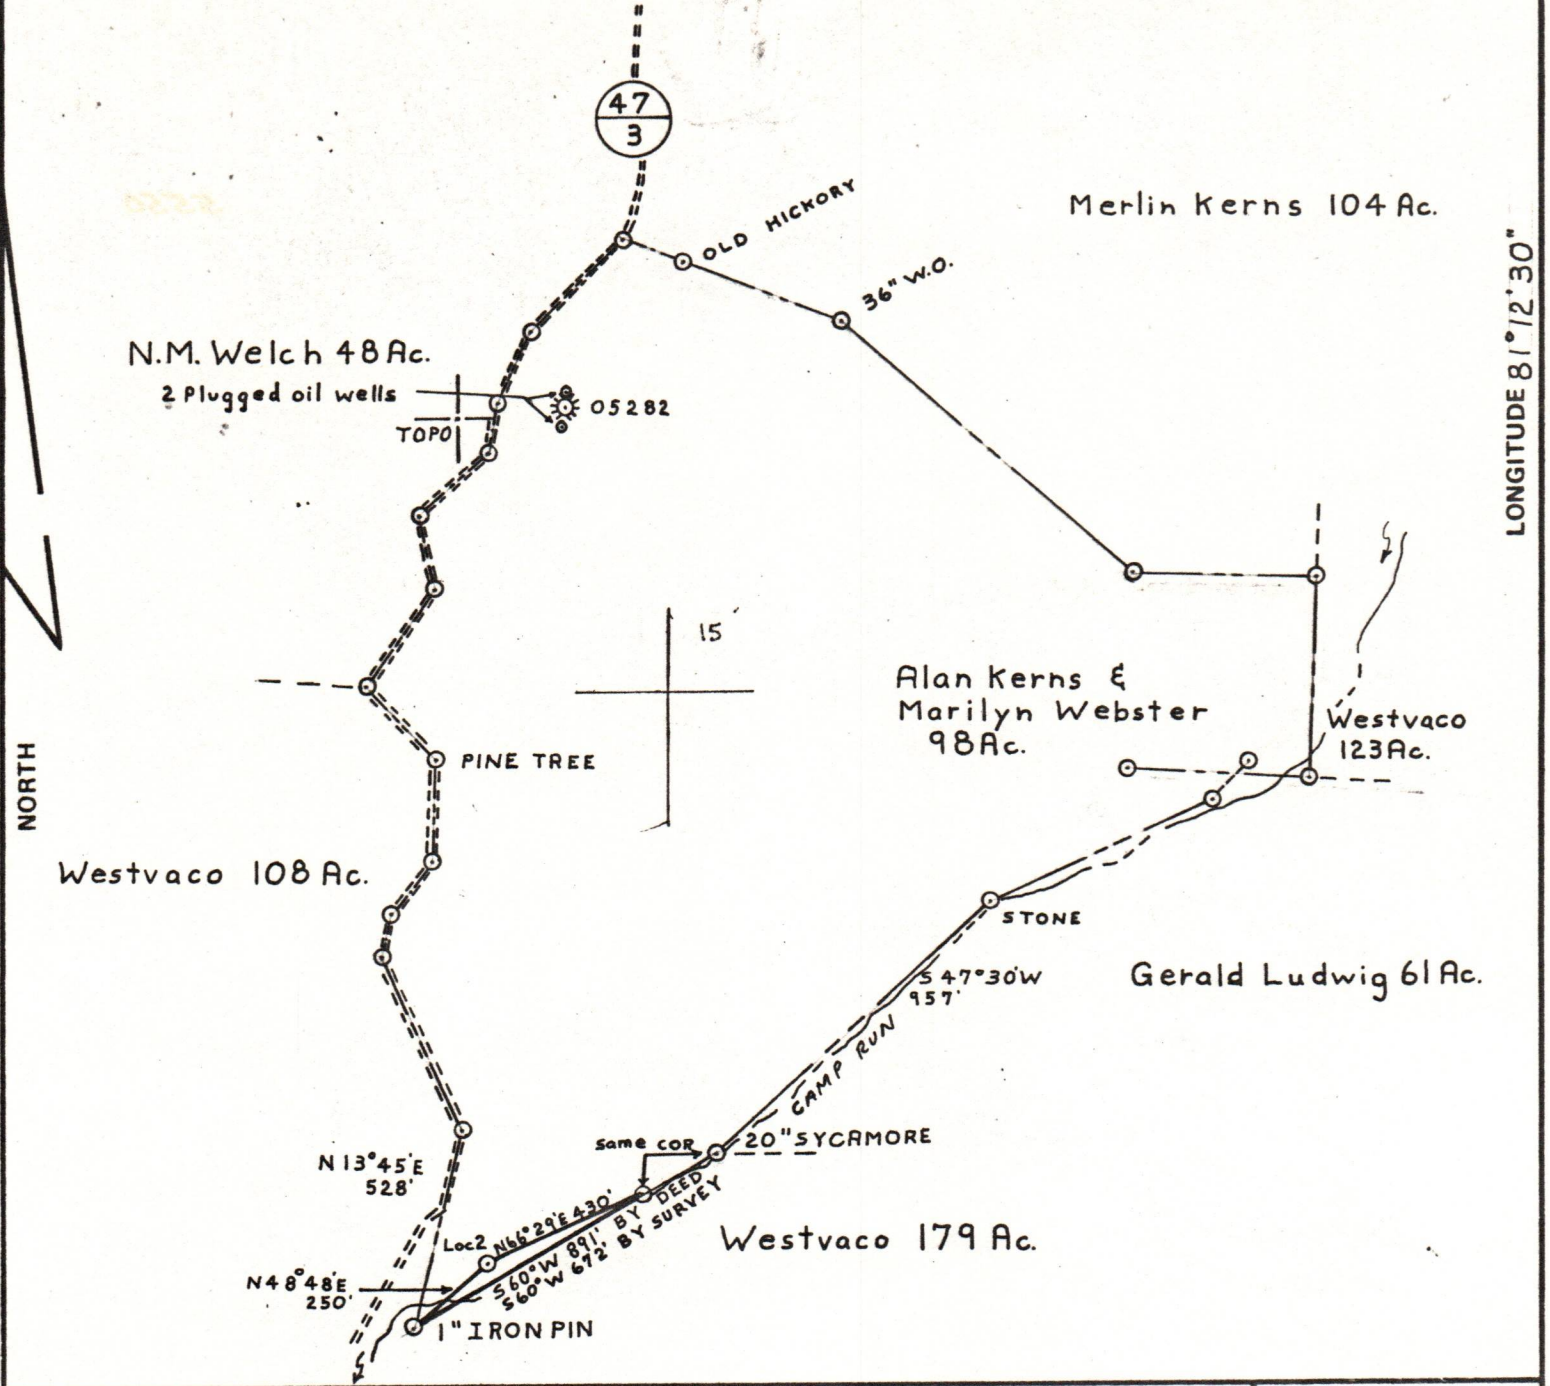 47
3
OLD HICKORY
Merlin Kerns 104 Ac.
36" W.O.
LONGITUDE 81°12'30"
N.M. Welch 48 Ac.
2 Plugged oil wells
05282
TOPO
15'
Alan Kerns &
Marilyn Webster
98 Ac.
Westvaco
123 Ac.
PINE TREE
NORTH
Westvaco 108 Ac.
STONE
S 47°30'W
957'
Gerald Ludwig 61 Ac.
CAMP RUN
same COR
20" SYCAMORE
N 13°45'E
528'
Loc2
N66°29'E 430'
S 60°W 891' BY DEED
S 60°W 672' BY SURVEY
Westvaco 179 Ac.
N48°48'E
250'
1" IRON PIN